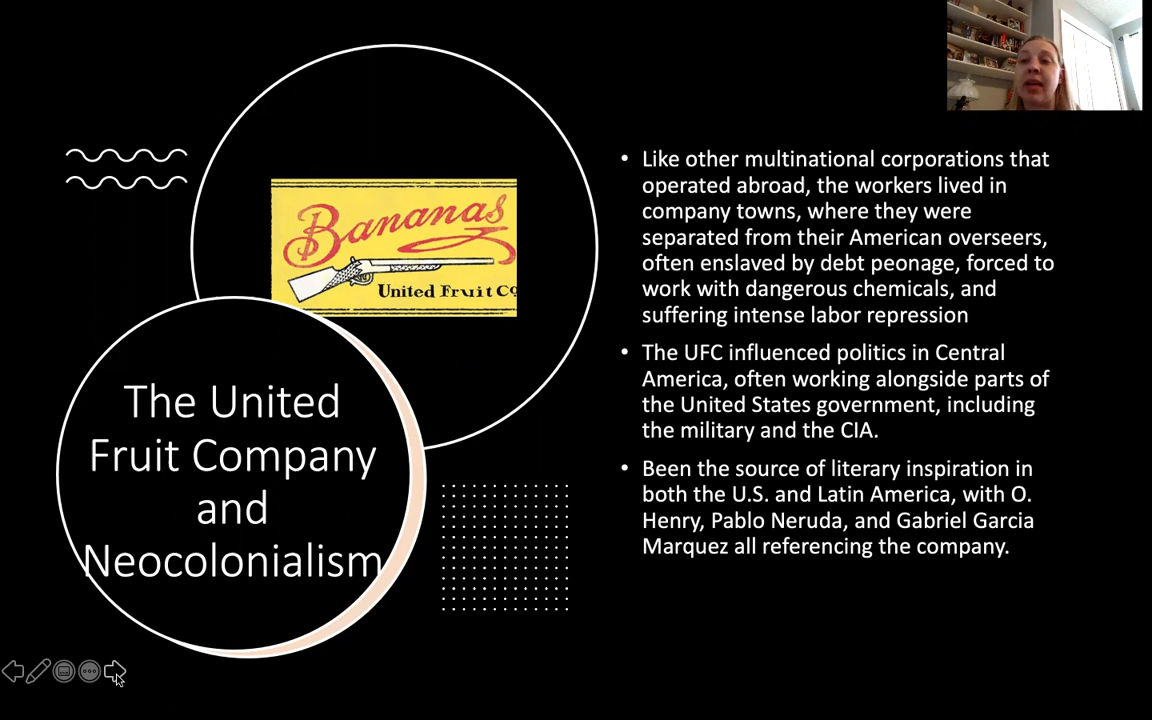 Bananas
United Fruit Co
The United
Fruit Company
and
Neocolonialism
• Like other multinational corporations that
operated abroad, the workers lived in
company towns, where they were
separated from their American overseers,
often enslaved by debt peonage, forced to
work with dangerous chemicals, and
suffering intense labor repression
• The UFC influenced politics in Central
America, often working alongside parts of
the United States government, including
the military and the CIA.
• Been the source of literary inspiration in
both the U.S. and Latin America, with O.
Henry, Pablo Neruda, and Gabriel Garcia
Marquez all referencing the company.